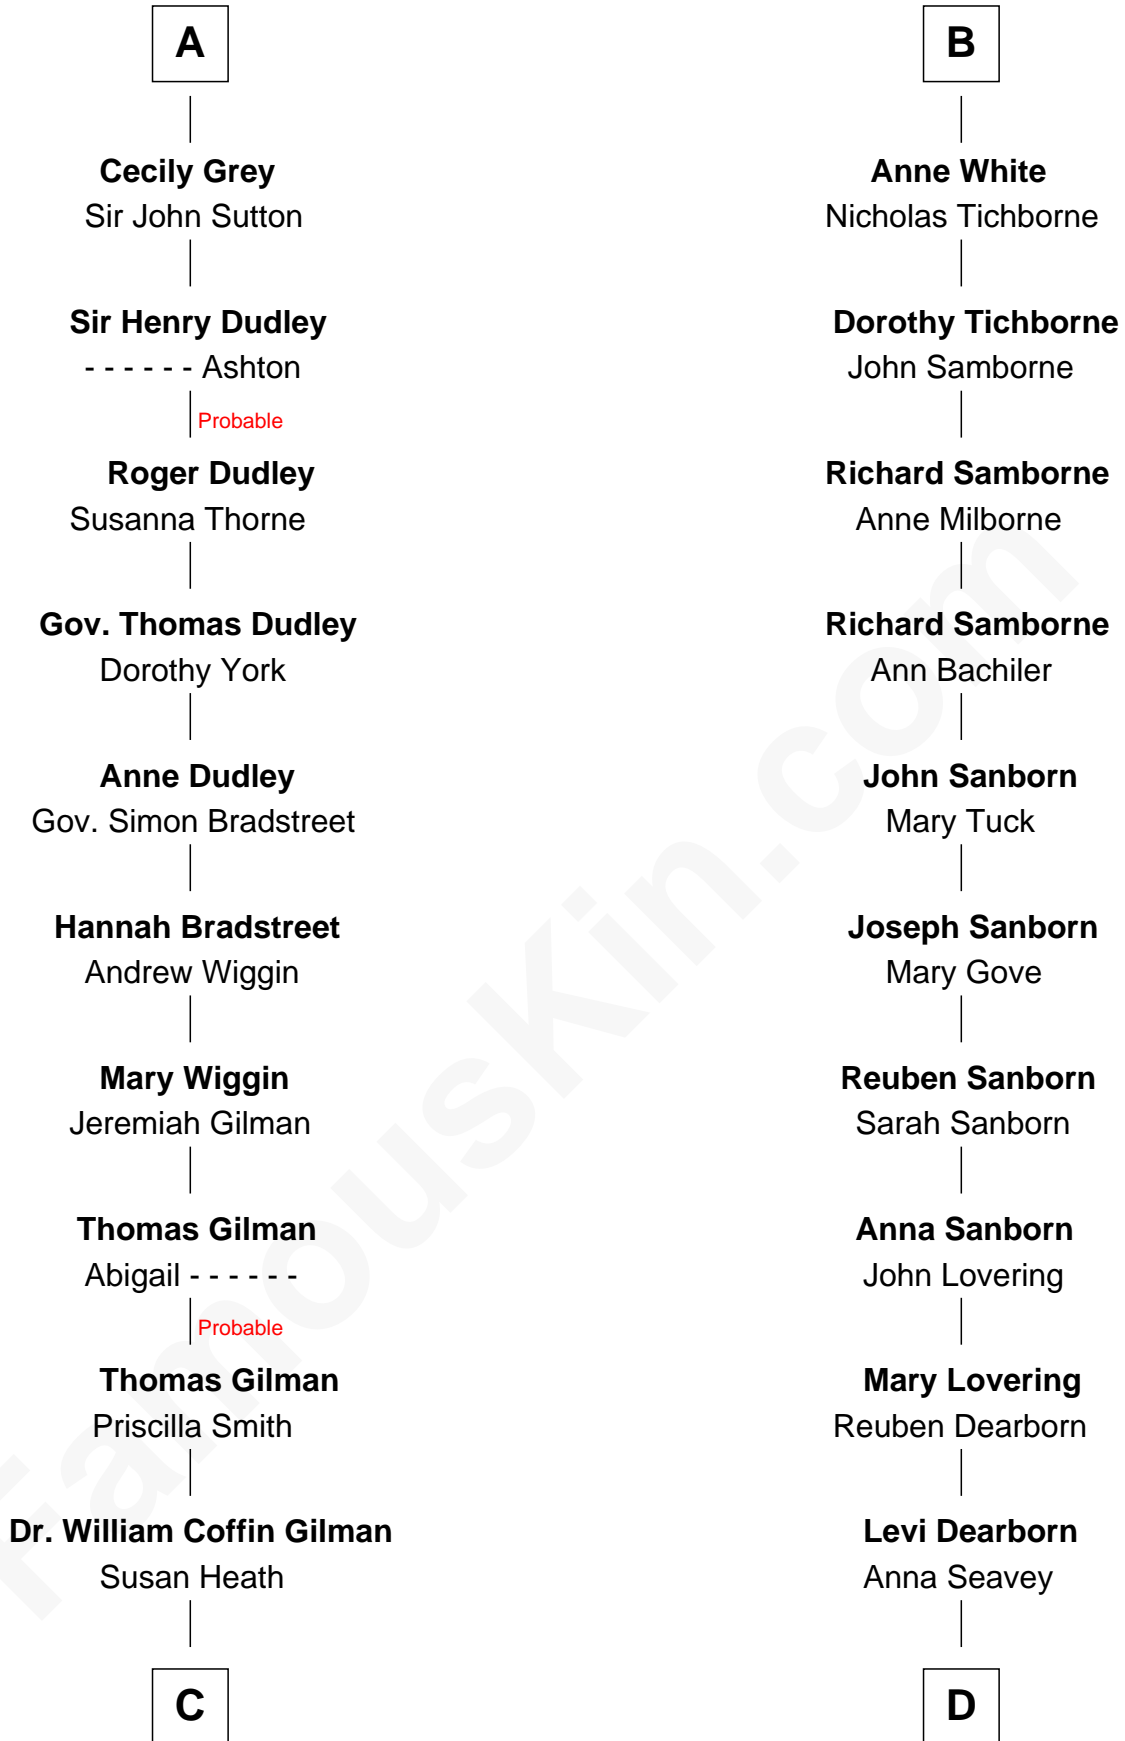 A
Cecily Grey
Sir John Sutton
Sir Henry Dudley
- - - - - - Ashton
Probable
Roger Dudley
Susanna Thorne
Gov. Thomas Dudley
Dorothy York
Anne Dudley
Gov. Simon Bradstreet
Hannah Bradstreet
Andrew Wiggin
Mary Wiggin
Jeremiah Gilman
Thomas Gilman
Abigail - - - - - -
Probable
Thomas Gilman
Priscilla Smith
Dr. William Coffin Gilman
Susan Heath
C
B
Anne White
Nicholas Tichborne
Dorothy Tichborne
John Samborne
Richard Samborne
Anne Milborne
Richard Samborne
Ann Bachiler
John Sanborn
Mary Tuck
Joseph Sanborn
Mary Gove
Reuben Sanborn
Sarah Sanborn
Anna Sanborn
John Lovering
Mary Lovering
Reuben Dearborn
Levi Dearborn
Anna Seavey
D
FamousKin.com